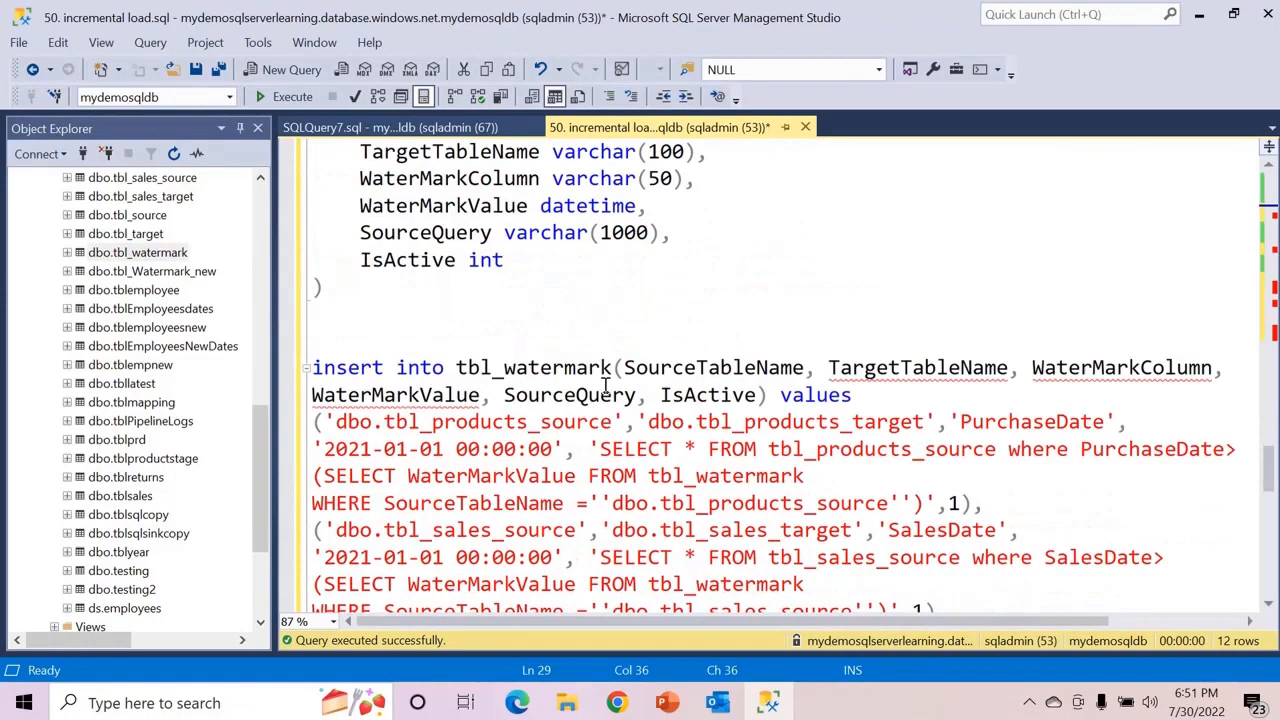 50. incremental load.sql - mydemosqlserverlearning.database.windows.net.mydemosqldb (sqladmin (53))* - Microsoft SQL Server Management Studio
Quick Launch (Ctrl+Q)
File Edit View Query Project Tools Window Help
New Query MDX DMX XMLA DAX NULL
mydemosqldb Execute
Object Explorer
SQLQuery7.sql - my...ldb (sqladmin (67))
50. incremental loa...qldb (sqladmin (53))*
Connect
dbo.tbl_sales_source
dbo.tbl_sales_target
dbo.tbl_source
dbo.tbl_target
dbo.tbl_watermark
dbo.tbl_Watermark_new
dbo.tblemployee
dbo.tblEmployeesdates
dbo.tblemployeesnew
dbo.tblEmployeesNewDates
dbo.tblempnew
dbo.tbllatest
dbo.tblmapping
dbo.tblPipelineLogs
dbo.tblprd
dbo.tblproductstage
dbo.tblreturns
dbo.tblsales
dbo.tblsqlcopy
dbo.tblsqlsinkcopy
dbo.tblyear
dbo.testing
dbo.testing2
ds.employees
Views
TargetTableName varchar(100),
WaterMarkColumn varchar(50),
WaterMarkValue datetime,
SourceQuery varchar(1000),
IsActive int
)
insert into tbl_watermark(SourceTableName, TargetTableName, WaterMarkColumn,
WaterMarkValue, SourceQuery, IsActive) values
('dbo.tbl_products_source','dbo.tbl_products_target','PurchaseDate',
'2021-01-01 00:00:00', 'SELECT * FROM tbl_products_source where PurchaseDate>
(SELECT WaterMarkValue FROM tbl_watermark
WHERE SourceTableName =''dbo.tbl_products_source'')',1),
('dbo.tbl_sales_source','dbo.tbl_sales_target','SalesDate',
'2021-01-01 00:00:00', 'SELECT * FROM tbl_sales_source where SalesDate>
(SELECT WaterMarkValue FROM tbl_watermark
WHERE SourceTableName =''dbo.tbl_sales_source'')',1)
87 %
Query executed successfully. mydemosqlserverlearning.dat... sqladmin (53) mydemosqldb 00:00:00 12 rows
Ready Ln 29 Col 36 Ch 36 INS
Type here to search
6:51 PM
7/30/2022
23